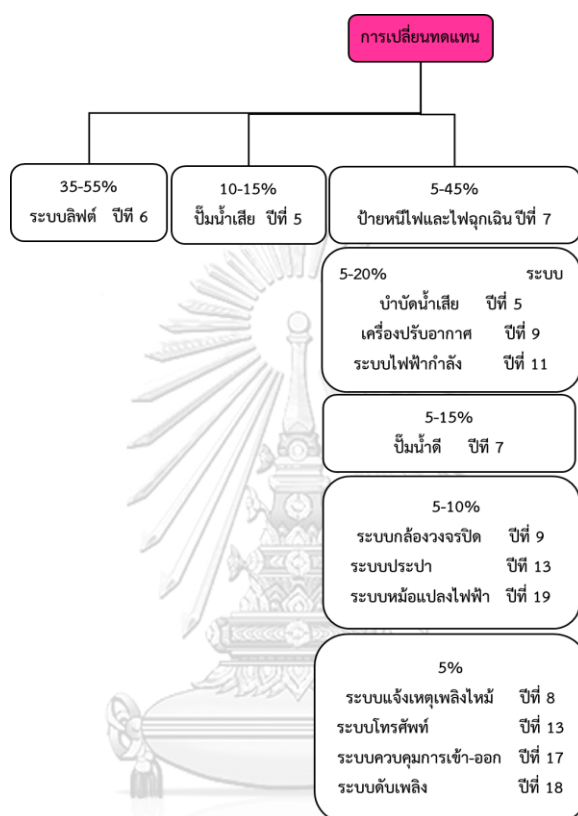 การเปลี่ยนทดแทน
35-55%
ระบบลิฟต์ ปีที่ 6
10-15%
ปั๊มน้ำเสีย ปีที่ 5
5-45%
ป้ายหนีไฟและไฟฉุกเฉิน ปีที่ 7
5-20% ระบบ
บำบัดน้ำเสีย ปีที่ 5
เครื่องปรับอากาศ ปีที่ 9
ระบบไฟฟ้ากำลัง ปีที่ 11
5-15%
ปั๊มน้ำดี ปีที 7
5-10%
ระบบกล้องวงจรปิด ปีที่ 9
ระบบประปา ปีที่ 13
ระบบหม้อแปลงไฟฟ้า ปีที่ 19
5%
ระบบแจ้งเหตุเพลิงไหม้ ปีที่ 8
ระบบโทรศัพท์ ปีที่ 13
ระบบควบคุมการเข้า-ออก ปีที่ 17
ระบบดับเพลิง ปีที่ 18